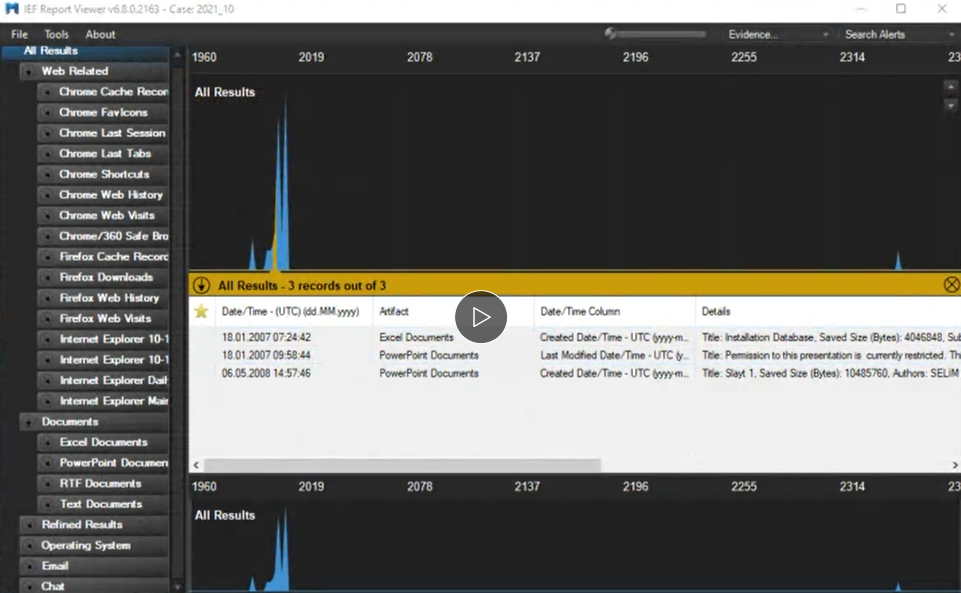 IEF Report Viewer v6.8.0.2163 - Case: 2021_10
File Tools About Evidence... Search Alerts
All Results
Web Related
Chrome Cache Recor
Chrome FavIcons
Chrome Last Session
Chrome Last Tabs
Chrome Shortcuts
Chrome Web History
Chrome Web Visits
Chrome/360 Safe Bro
Firefox Cache Record
Firefox Downloads
Firefox Web History
Firefox Web Visits
Internet Explorer 10-1
Internet Explorer 10-1
Internet Explorer Dail
Internet Explorer Main
Documents
Excel Documents
PowerPoint Documen
RTF Documents
Text Documents
Refined Results
Operating System
Email
Chat
1960 2019 2078 2137 2196 2255 2314 23
All Results
All Results - 3 records out of 3
Date/Time - (UTC) (dd.MM.yyyy) Artifact Date/Time Column Details
18.01.2007 07:24:42 Excel Documents Created Date/Time - UTC (yyyy-m... Title: Installation Database, Saved Size (Bytes): 4046848, Sub
18.01.2007 09:58:44 PowerPoint Documents Last Modified Date/Time - UTC (y... Title: Permission to this presentation is currently restricted. Th
06.05.2008 14:57:46 PowerPoint Documents Created Date/Time - UTC (yyyy-m... Title: Slayt 1, Saved Size (Bytes): 10485760, Authors: SELIM
1960 2019 2078 2137 2196 2255 2314 23
All Results